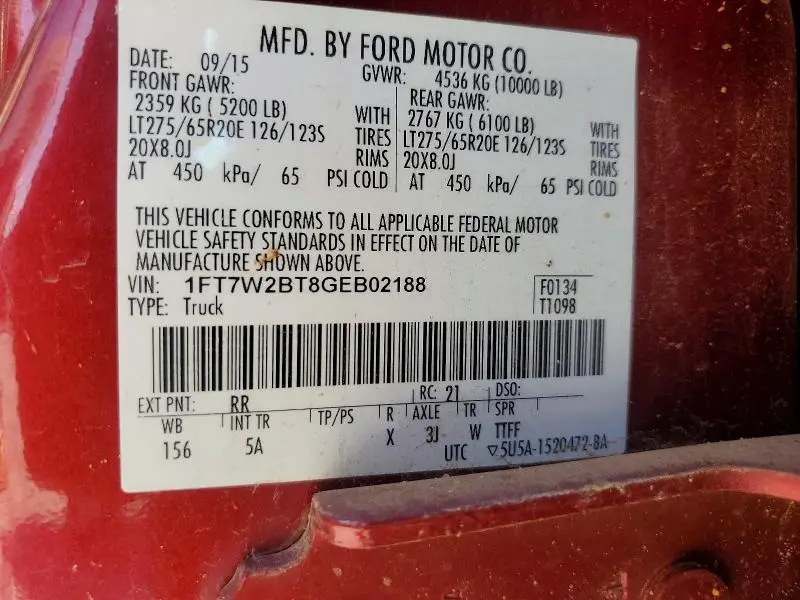 MFD. BY FORD MOTOR CO.
DATE: 09/15 GVWR: 4536 KG (10000 LB)
FRONT GAWR: REAR GAWR:
2359 KG ( 5200 LB) WITH 2767 KG ( 6100 LB) WITH
LT275/65R20E 126/123S TIRES LT275/65R20E 126/123S TIRES
20X8.0J RIMS 20X8.0J RIMS
AT 450 kPa/ 65 PSI COLD AT 450 kPa/ 65 PSI COLD
THIS VEHICLE CONFORMS TO ALL APPLICABLE FEDERAL MOTOR
VEHICLE SAFETY STANDARDS IN EFFECT ON THE DATE OF
MANUFACTURE SHOWN ABOVE.
VIN: 1FT7W2BT8GEB02188 F0134
TYPE: Truck T1098
EXT PNT: RR RC: 21 DSO:
WB INT TR TP/PS R AXLE TR SPR
156 5A X 3J W TTFF
UTC ▽5U5A-1520472-BA